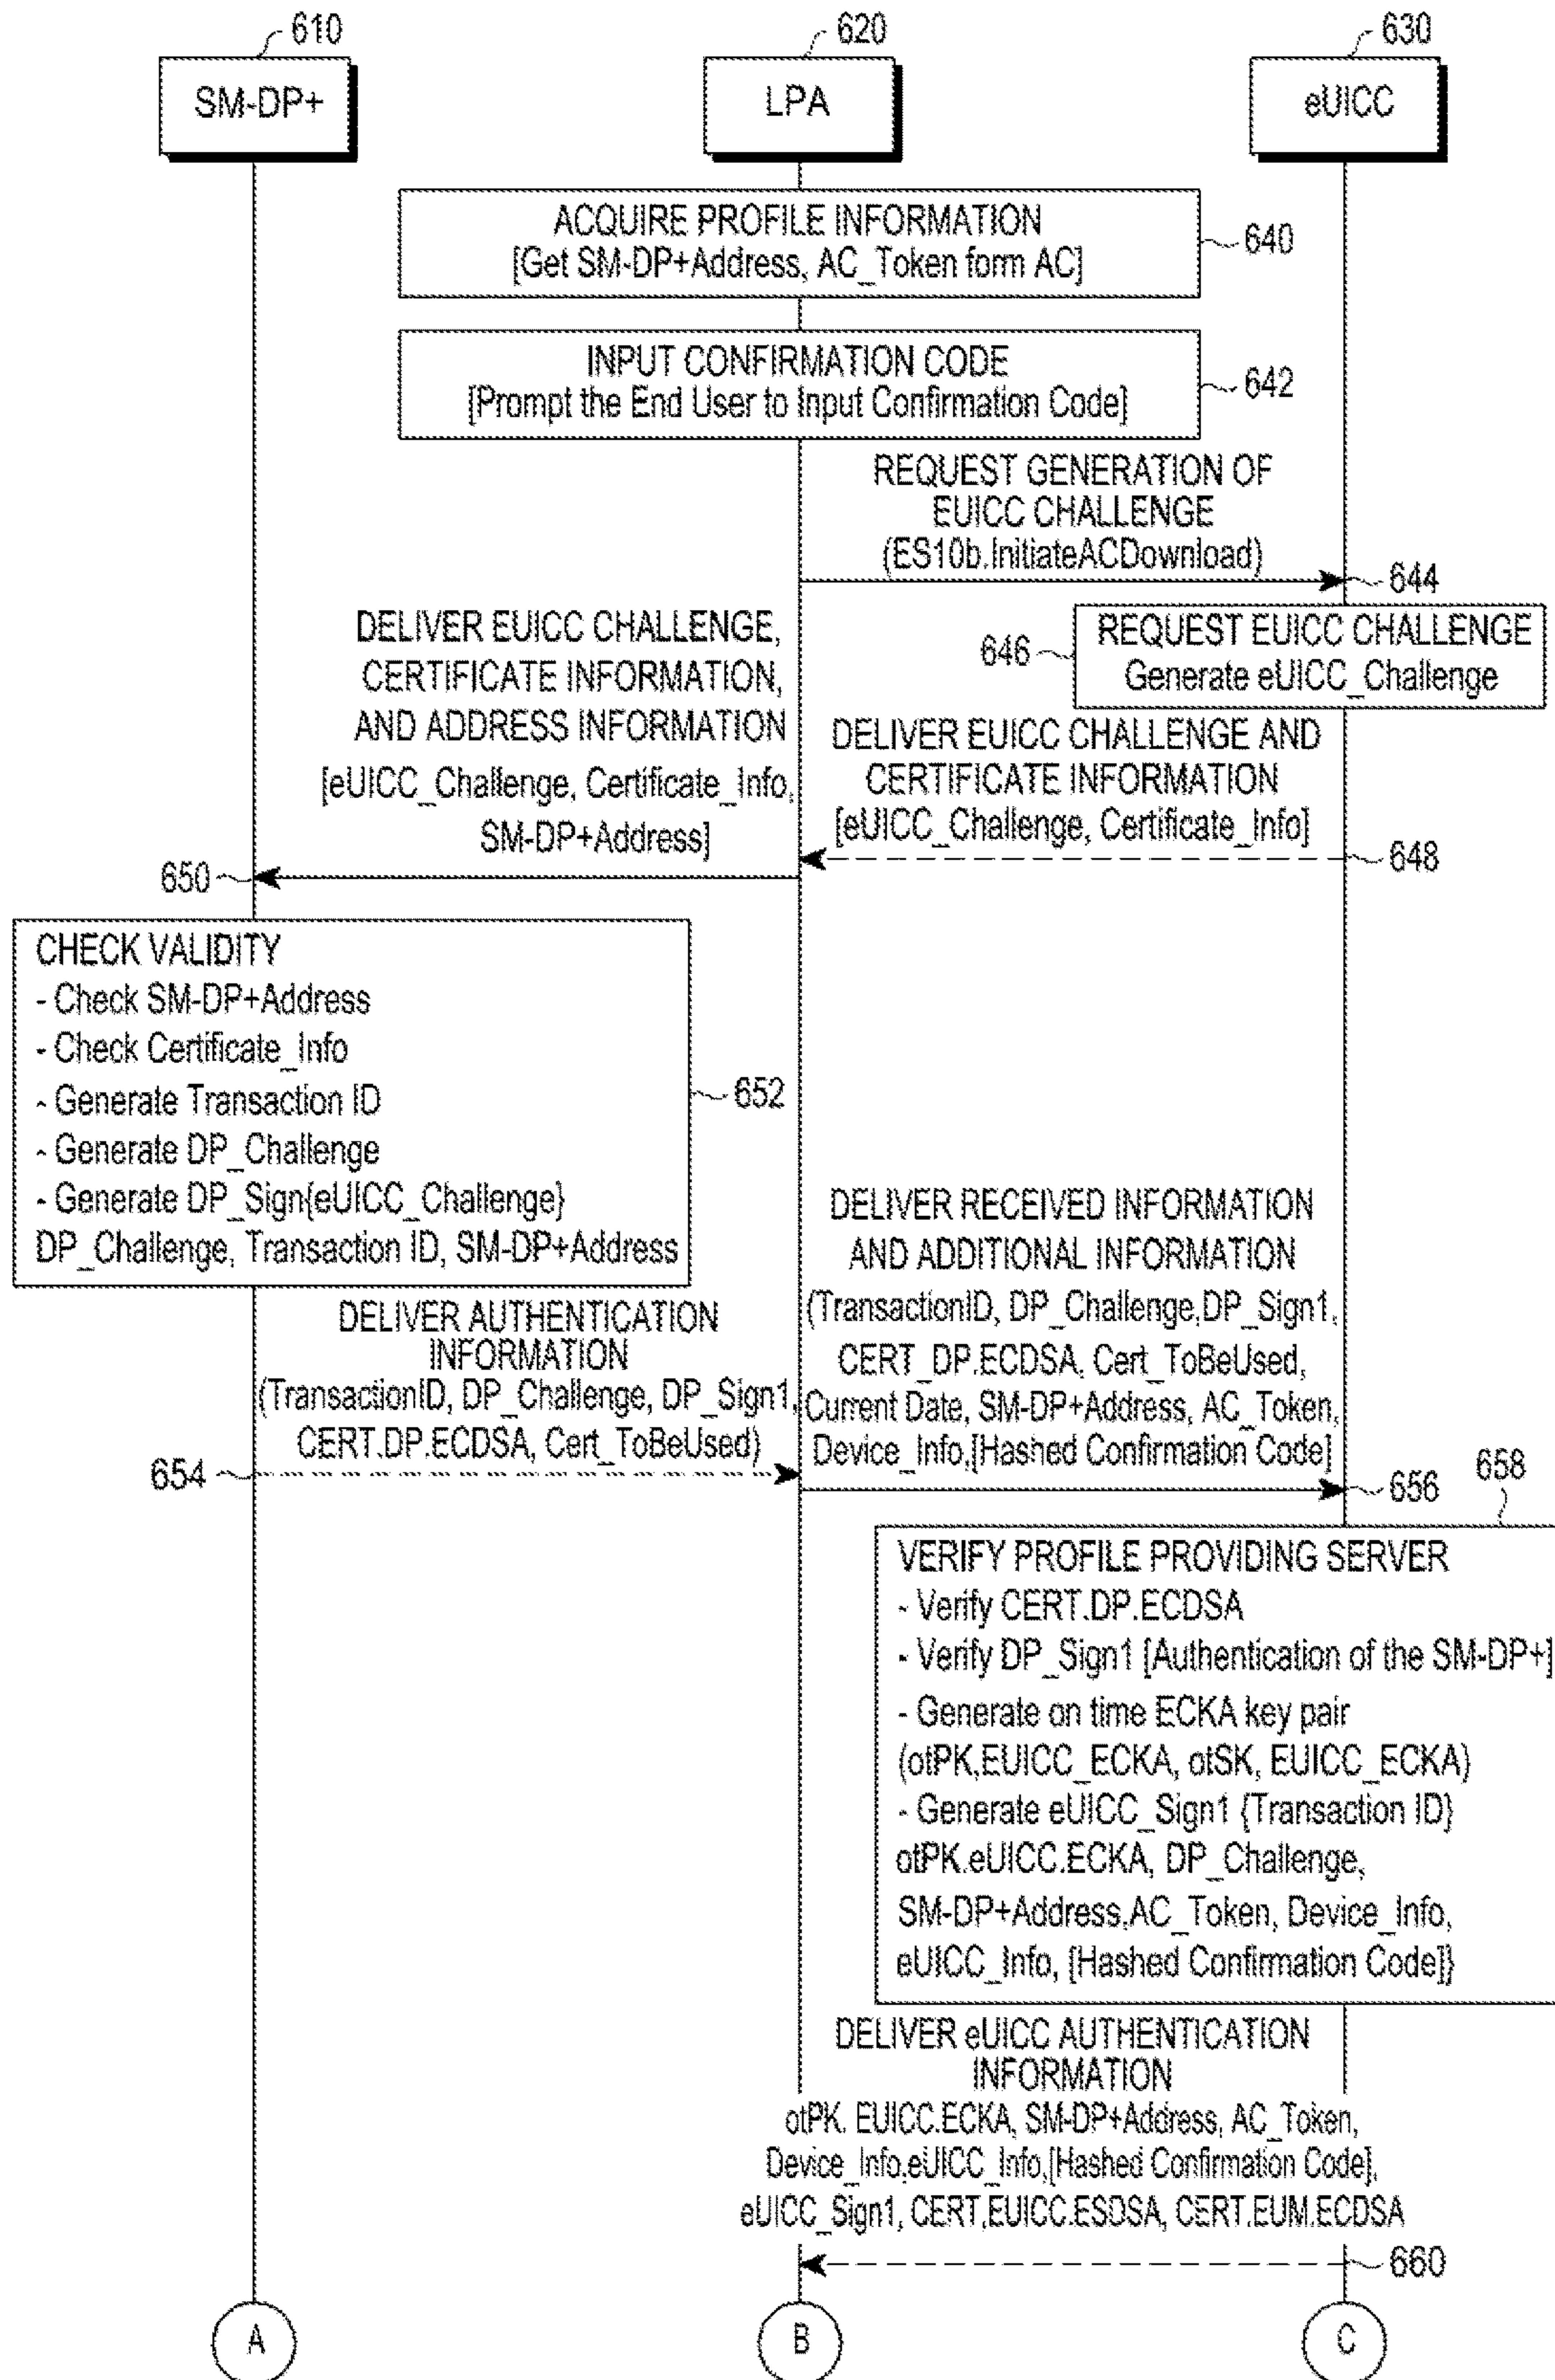 610
620
630
SM-DP+
LPA
eUICC
ACQUIRE PROFILE INFORMATION
[Get SM-DP+Address, AC_Token form AC]
640
INPUT CONFIRMATION CODE
[Prompt the End User to Input Confirmation Code]
642
REQUEST GENERATION OF
EUICC CHALLENGE
(ES10b.InitiateACDownload)
644
REQUEST EUICC CHALLENGE
Generate eUICC_Challenge
646
DELIVER EUICC CHALLENGE AND
CERTIFICATE INFORMATION
[eUICC_Challenge, Certificate_Info]
648
DELIVER EUICC CHALLENGE,
CERTIFICATE INFORMATION,
AND ADDRESS INFORMATION
[eUICC_Challenge, Certificate_Info,
SM-DP+Address]
650
CHECK VALIDITY
- Check SM-DP+Address
- Check Certificate_Info
- Generate Transaction ID
- Generate DP_Challenge
- Generate DP_Sign{eUICC_Challenge}
DP_Challenge, Transaction ID, SM-DP+Address
652
DELIVER AUTHENTICATION
INFORMATION
(TransactionID, DP_Challenge, DP_Sign1,
CERT.DP.ECDSA, Cert_ToBeUsed)
654
DELIVER RECEIVED INFORMATION
AND ADDITIONAL INFORMATION
(TransactionID, DP_Challenge,DP_Sign1,
CERT_DP.ECDSA, Cert_ToBeUsed,
Current Date, SM-DP+Address, AC_Token,
Device_Info,[Hashed Confirmation Code]
656
658
VERIFY PROFILE PROVIDING SERVER
- Verify CERT.DP.ECDSA
- Verify DP_Sign1 [Authentication of the SM-DP+]
- Generate on time ECKA key pair
(otPK,EUICC_ECKA, otSK, EUICC_ECKA)
- Generate eUICC_Sign1 {Transaction ID}
otPK.eUICC.ECKA, DP_Challenge,
SM-DP+Address,AC_Token, Device_Info,
eUICC_Info, [Hashed Confirmation Code]}
DELIVER eUICC AUTHENTICATION
INFORMATION
otPK. EUICC.ECKA, SM-DP+Address, AC_Token,
Device_Info.eUICC_Info,[Hashed Confirmation Code],
eUICC_Sign1, CERT,EUICC.ESDSA, CERT.EUM.ECDSA
660
A
B
C